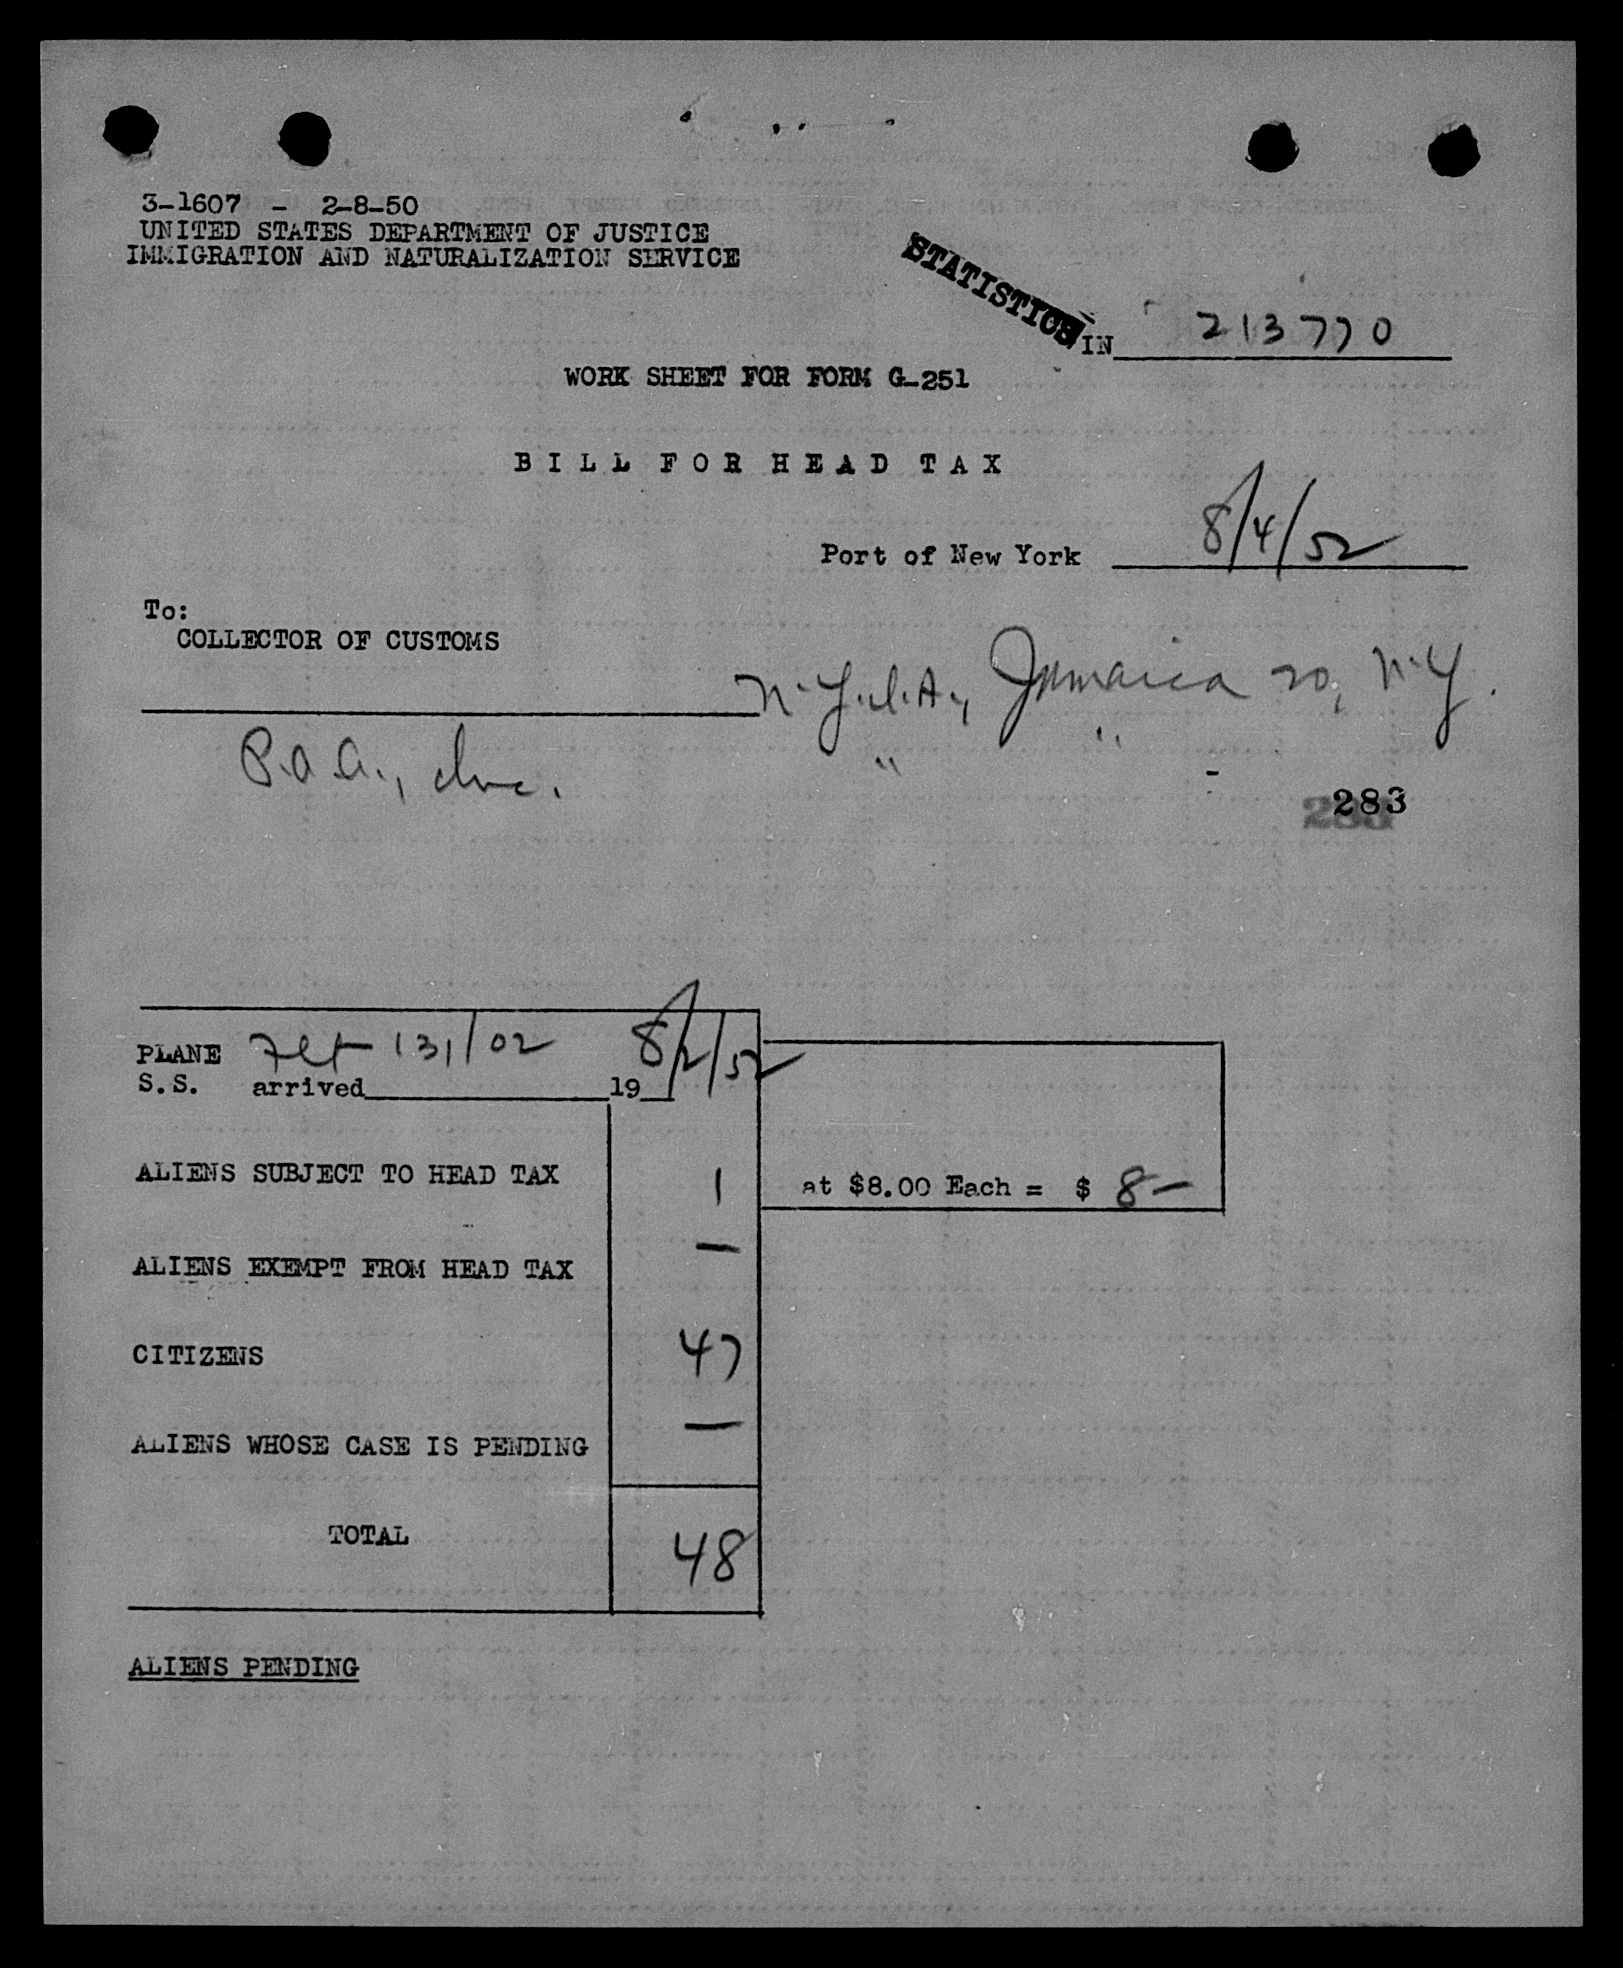 3-1607 - 2-8-50
UNITED STATES DEPARTMENT OF JUSTICE
IMMIGRATION AND NATURALIZATION SERVICE
STATISTICS
IN 213770
WORK SHEET FOR FORM G-251
BILL FOR HEAD TAX
Port of New York 8/4/52
To:
COLLECTOR OF CUSTOMS
N.Y.I.A., Jamaica 20, N.Y.
P.A.A., Inc. " "
283
PLANE Flt 131/02 8/2/52
S.S. arrived 19
ALIENS SUBJECT TO HEAD TAX 1 at $8.00 Each = $ 8-
ALIENS EXEMPT FROM HEAD TAX —
CITIZENS 47
ALIENS WHOSE CASE IS PENDING —
TOTAL 48
ALIENS PENDING